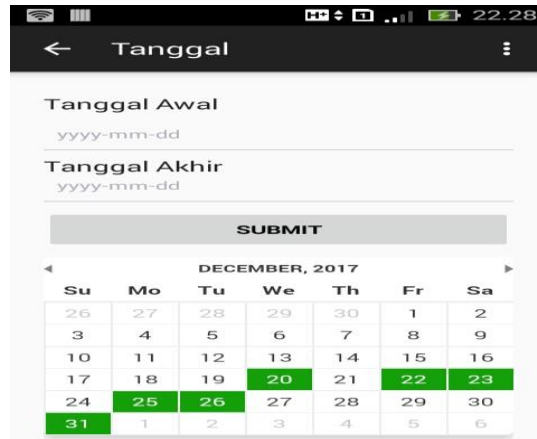 H+ 1 22.28
Tanggal
Tanggal Awal
yyyy-mm-dd
Tanggal Akhir
yyyy-mm-dd
SUBMIT
DECEMBER, 2017
Su Mo Tu We Th Fr Sa
26 27 28 29 30 1 2
3 4 5 6 7 8 9
10 11 12 13 14 15 16
17 18 19 20 21 22 23
24 25 26 27 28 29 30
31 1 2 3 4 5 6